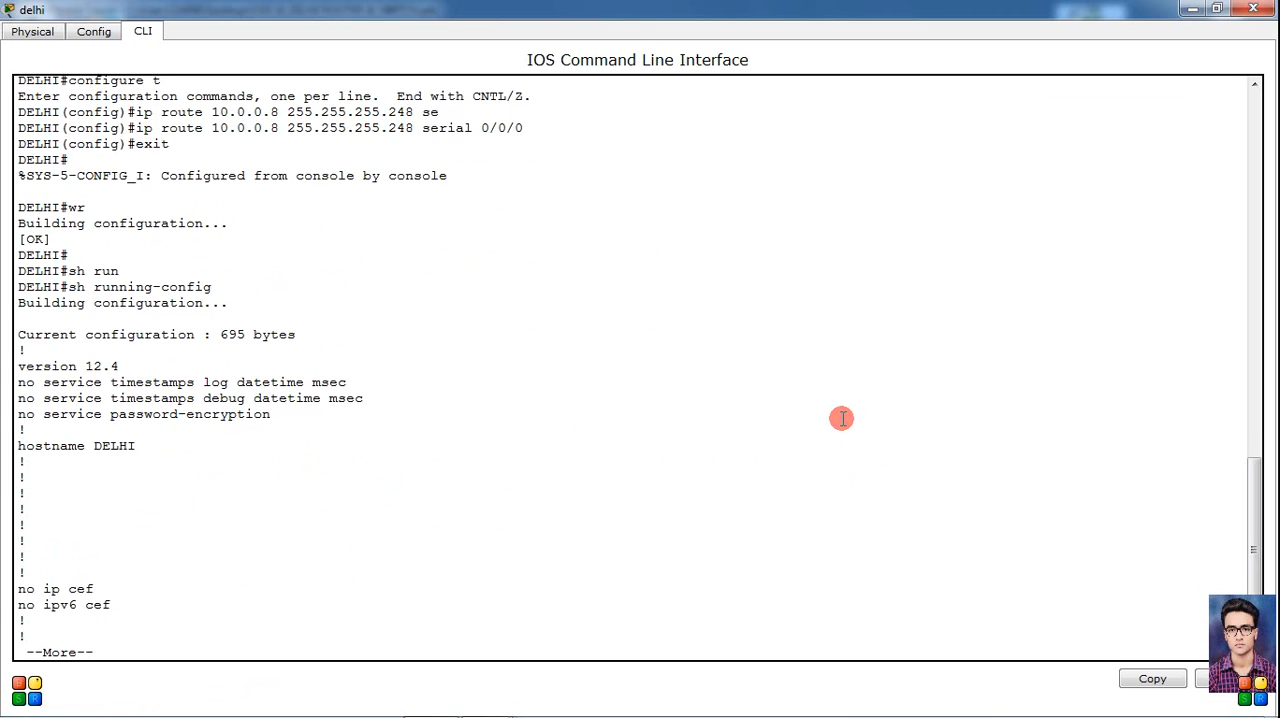 delhi
Physical Config CLI
IOS Command Line Interface
DELHI#configure t
Enter configuration commands, one per line.  End with CNTL/Z.
DELHI(config)#ip route 10.0.0.8 255.255.255.248 se
DELHI(config)#ip route 10.0.0.8 255.255.255.248 serial 0/0/0
DELHI(config)#exit
DELHI#
%SYS-5-CONFIG_I: Configured from console by console
DELHI#wr
Building configuration...
[OK]
DELHI#
DELHI#sh run
DELHI#sh running-config
Building configuration...
Current configuration : 695 bytes
!
version 12.4
no service timestamps log datetime msec
no service timestamps debug datetime msec
no service password-encryption
!
hostname DELHI
!
!
!
!
!
!
!
!
no ip cef
no ipv6 cef
!
!
--More--
Copy